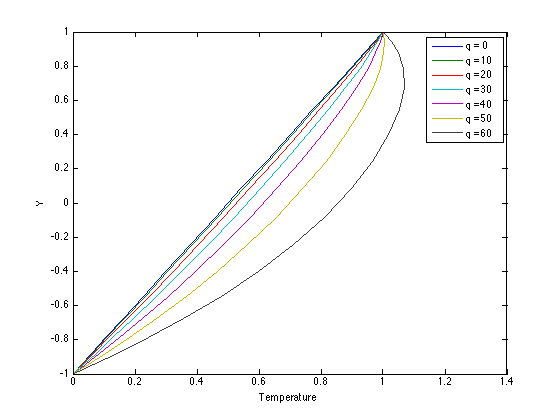 1
0.8
0.6
0.4
0.2
0
-0.2
-0.4
-0.6
-0.8
-1
Y
0 0.2 0.4 0.6 0.8 1 1.2 1.4
Temperature
q = 0
q =10
q =20
q =30
q =40
q =50
q =60